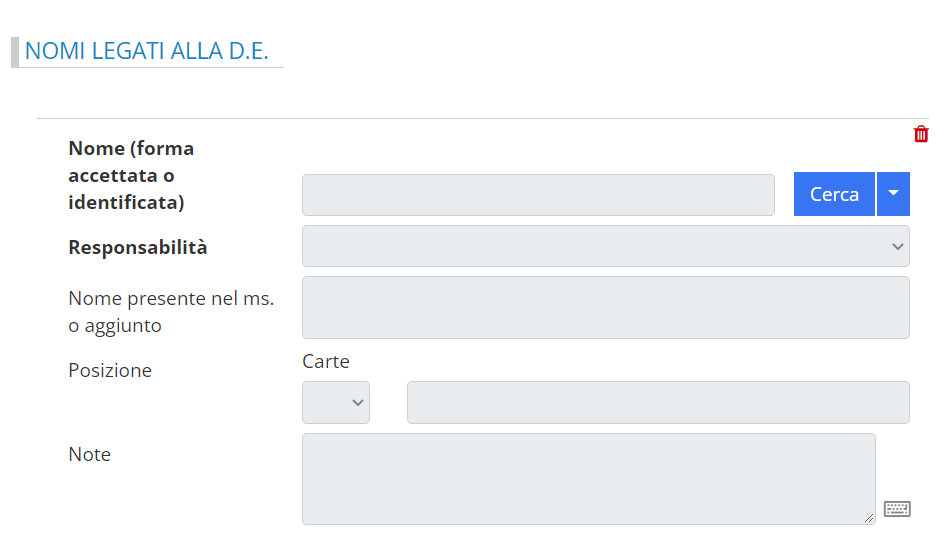 NOMI LEGATI ALLA D.E.
Nome (forma
accettata o
identificata)
Cerca
Responsabilità
Nome presente nel ms.
o aggiunto
Posizione
Carte
Note